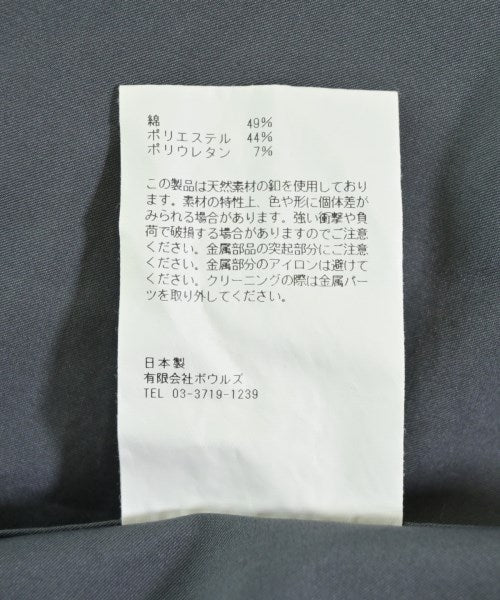 綿 49%
ポリエステル 44%
ポリウレタン 7%
この製品は天然素材の釦を使用しており
ます。素材の特性上、色や形に個体差が
みられる場合があります。強い衝撃や負
荷で破損する場合がありますのでご注意
ください。金属部品の突起部分にご注意
ください。金属部分のアイロンは避けて
ください。クリーニングの際は金属パー
ツを取り外してください。
日本製
有限会社ボウルズ
TEL 03-3719-1239